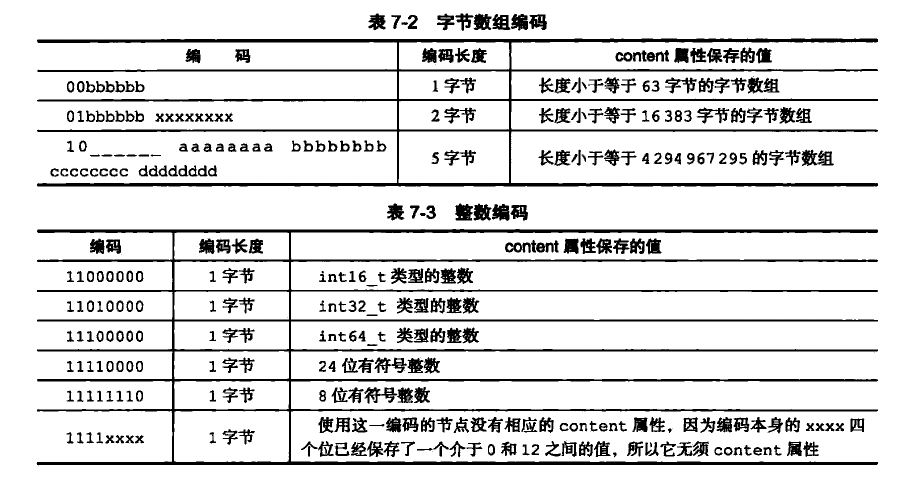 表 7-2 字节数组编码
编 码 编码长度 content 属性保存的值
00bbbbbb 1 字节 长度小于等于 63 字节的字节数组
01bbbbbb xxxxxxxx 2 字节 长度小于等于 16 383 字节的字节数组
10______ aaaaaaaa bbbbbbbb
cccccccc dddddddd 5 字节 长度小于等于 4 294 967 295 的字节数组
表 7-3 整数编码
编码 编码长度 content 属性保存的值
11000000 1 字节 int16_t 类型的整数
11010000 1 字节 int32_t 类型的整数
11100000 1 字节 int64_t 类型的整数
11110000 1 字节 24 位有符号整数
11111110 1 字节 8 位有符号整数
1111xxxx 1 字节 使用这一编码的节点没有相应的 content 属性，因为编码本身的 xxxx 四
个位已经保存了一个介于 0 和 12 之间的值，所以它无须 content 属性